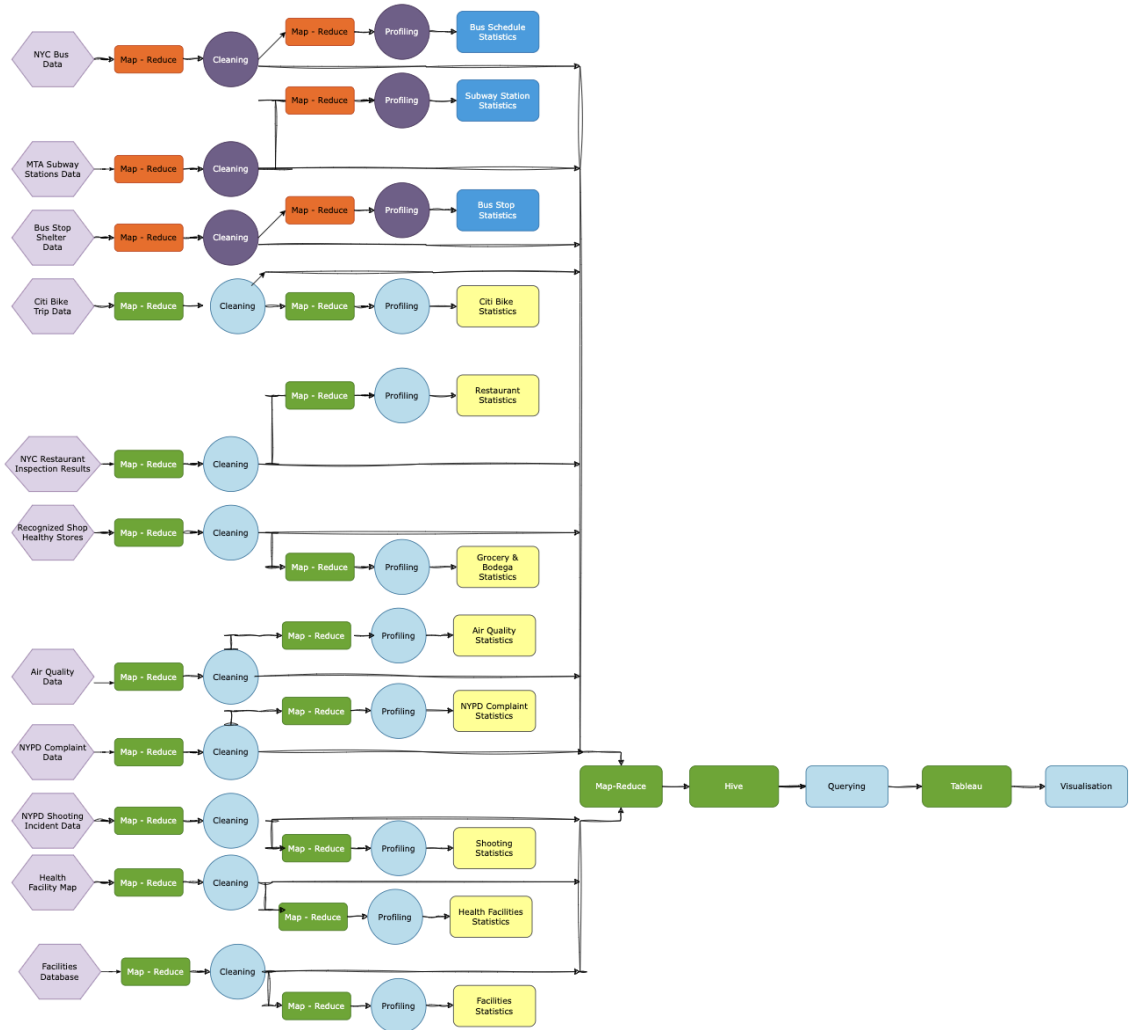 NYC Bus
Data
Map - Reduce
Cleaning
Map - Reduce
Profiling
Bus Schedule
Statistics
MTA Subway
Stations Data
Map - Reduce
Cleaning
Map - Reduce
Profiling
Subway Station
Statistics
Bus Stop
Shelter
Data
Map - Reduce
Cleaning
Map - Reduce
Profiling
Bus Stop
Statistics
Citi Bike
Trip Data
Map - Reduce
Cleaning
Map - Reduce
Profiling
Citi Bike
Statistics
NYC Restaurant
Inspection Results
Map - Reduce
Cleaning
Map - Reduce
Profiling
Restaurant
Statistics
Recognized Shop
Healthy Stores
Map - Reduce
Cleaning
Map - Reduce
Profiling
Grocery &
Bodega
Statistics
Air Quality
Data
Map - Reduce
Cleaning
Map - Reduce
Profiling
Air Quality
Statistics
NYPD Complaint
Data
Map - Reduce
Cleaning
Map - Reduce
Profiling
NYPD Complaint
Statistics
Map-Reduce
Hive
Querying
Tableau
Visualisation
NYPD Shooting
Incident Data
Map - Reduce
Cleaning
Map - Reduce
Profiling
Shooting
Statistics
Health
Facility Map
Map - Reduce
Cleaning
Map - Reduce
Profiling
Health Facilities
Statistics
Facilities
Database
Map - Reduce
Cleaning
Map - Reduce
Profiling
Facilities
Statistics